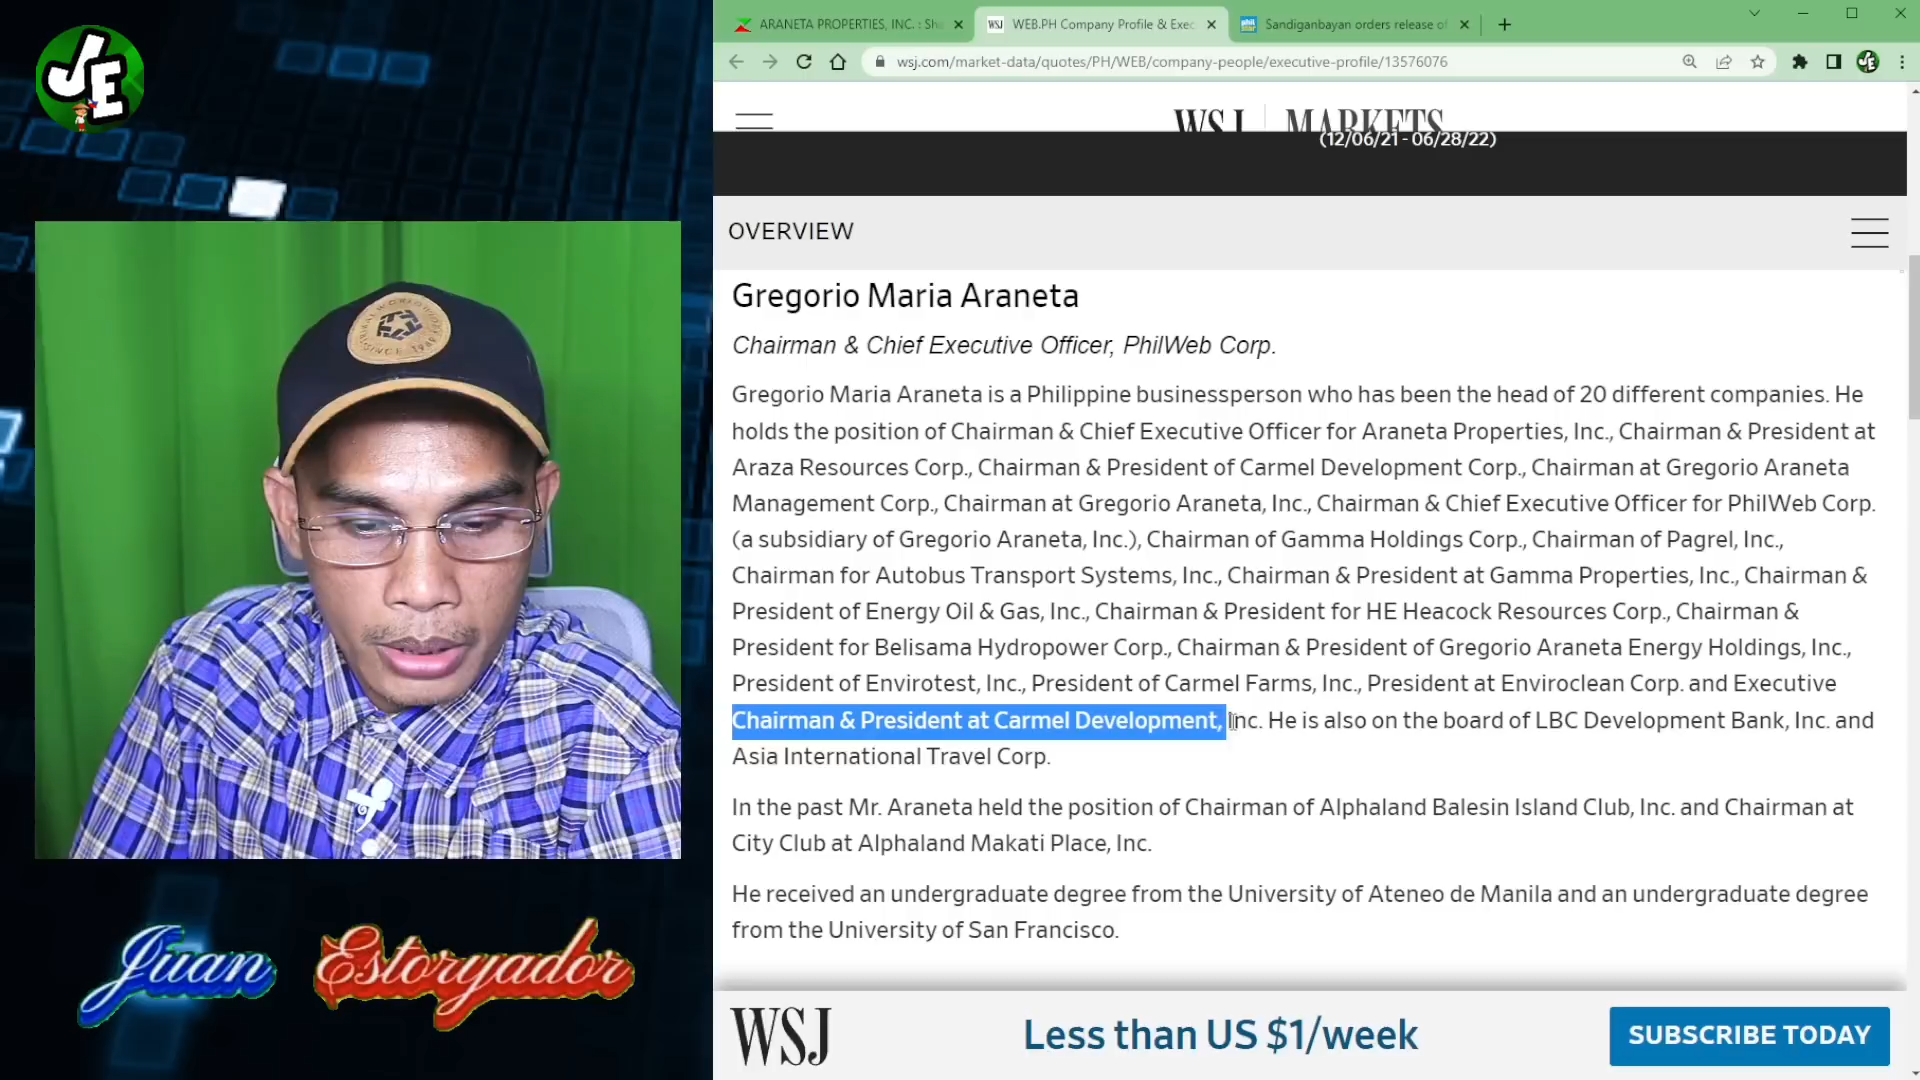 JE
ARANETA PROPERTIES, INC. : Sh
WSJ WEB.PH Company Profile & Exec
Sandiganbayan orders release of
wsj.com/market-data/quotes/PH/WEB/company-people/executive-profile/13576076
WSJ MARKETS
(12/06/21 - 06/28/22)
OVERVIEW
Gregorio Maria Araneta
Chairman & Chief Executive Officer, PhilWeb Corp.
Gregorio Maria Araneta is a Philippine businessperson who has been the head of 20 different companies. He
holds the position of Chairman & Chief Executive Officer for Araneta Properties, Inc., Chairman & President at
Araza Resources Corp., Chairman & President of Carmel Development Corp., Chairman at Gregorio Araneta
Management Corp., Chairman at Gregorio Araneta, Inc., Chairman & Chief Executive Officer for PhilWeb Corp.
(a subsidiary of Gregorio Araneta, Inc.), Chairman of Gamma Holdings Corp., Chairman of Pagrel, Inc.,
Chairman for Autobus Transport Systems, Inc., Chairman & President at Gamma Properties, Inc., Chairman &
President of Energy Oil & Gas, Inc., Chairman & President for HE Heacock Resources Corp., Chairman &
President for Belisama Hydropower Corp., Chairman & President of Gregorio Araneta Energy Holdings, Inc.,
President of Envirotest, Inc., President of Carmel Farms, Inc., President at Enviroclean Corp. and Executive
Chairman & President at Carmel Development, Inc. He is also on the board of LBC Development Bank, Inc. and
Asia International Travel Corp.
In the past Mr. Araneta held the position of Chairman of Alphaland Balesin Island Club, Inc. and Chairman at
City Club at Alphaland Makati Place, Inc.
He received an undergraduate degree from the University of Ateneo de Manila and an undergraduate degree
from the University of San Francisco.
Juan Estoryador
WSJ
Less than US $1/week
SUBSCRIBE TODAY